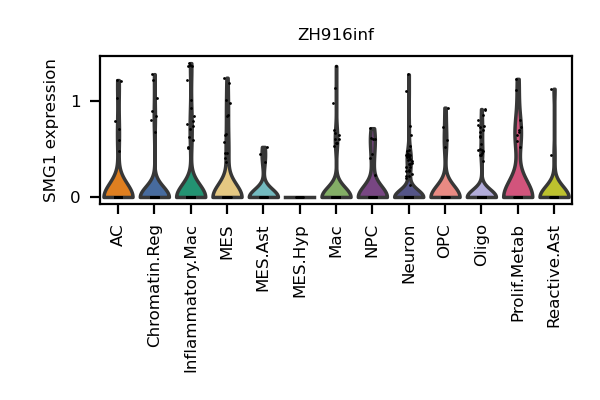 ZH916inf
SMG1 expression
1
0
AC
Chromatin.Reg
Inflammatory.Mac
MES
MES.Ast
MES.Hyp
Mac
NPC
Neuron
OPC
Oligo
Prolif.Metab
Reactive.Ast